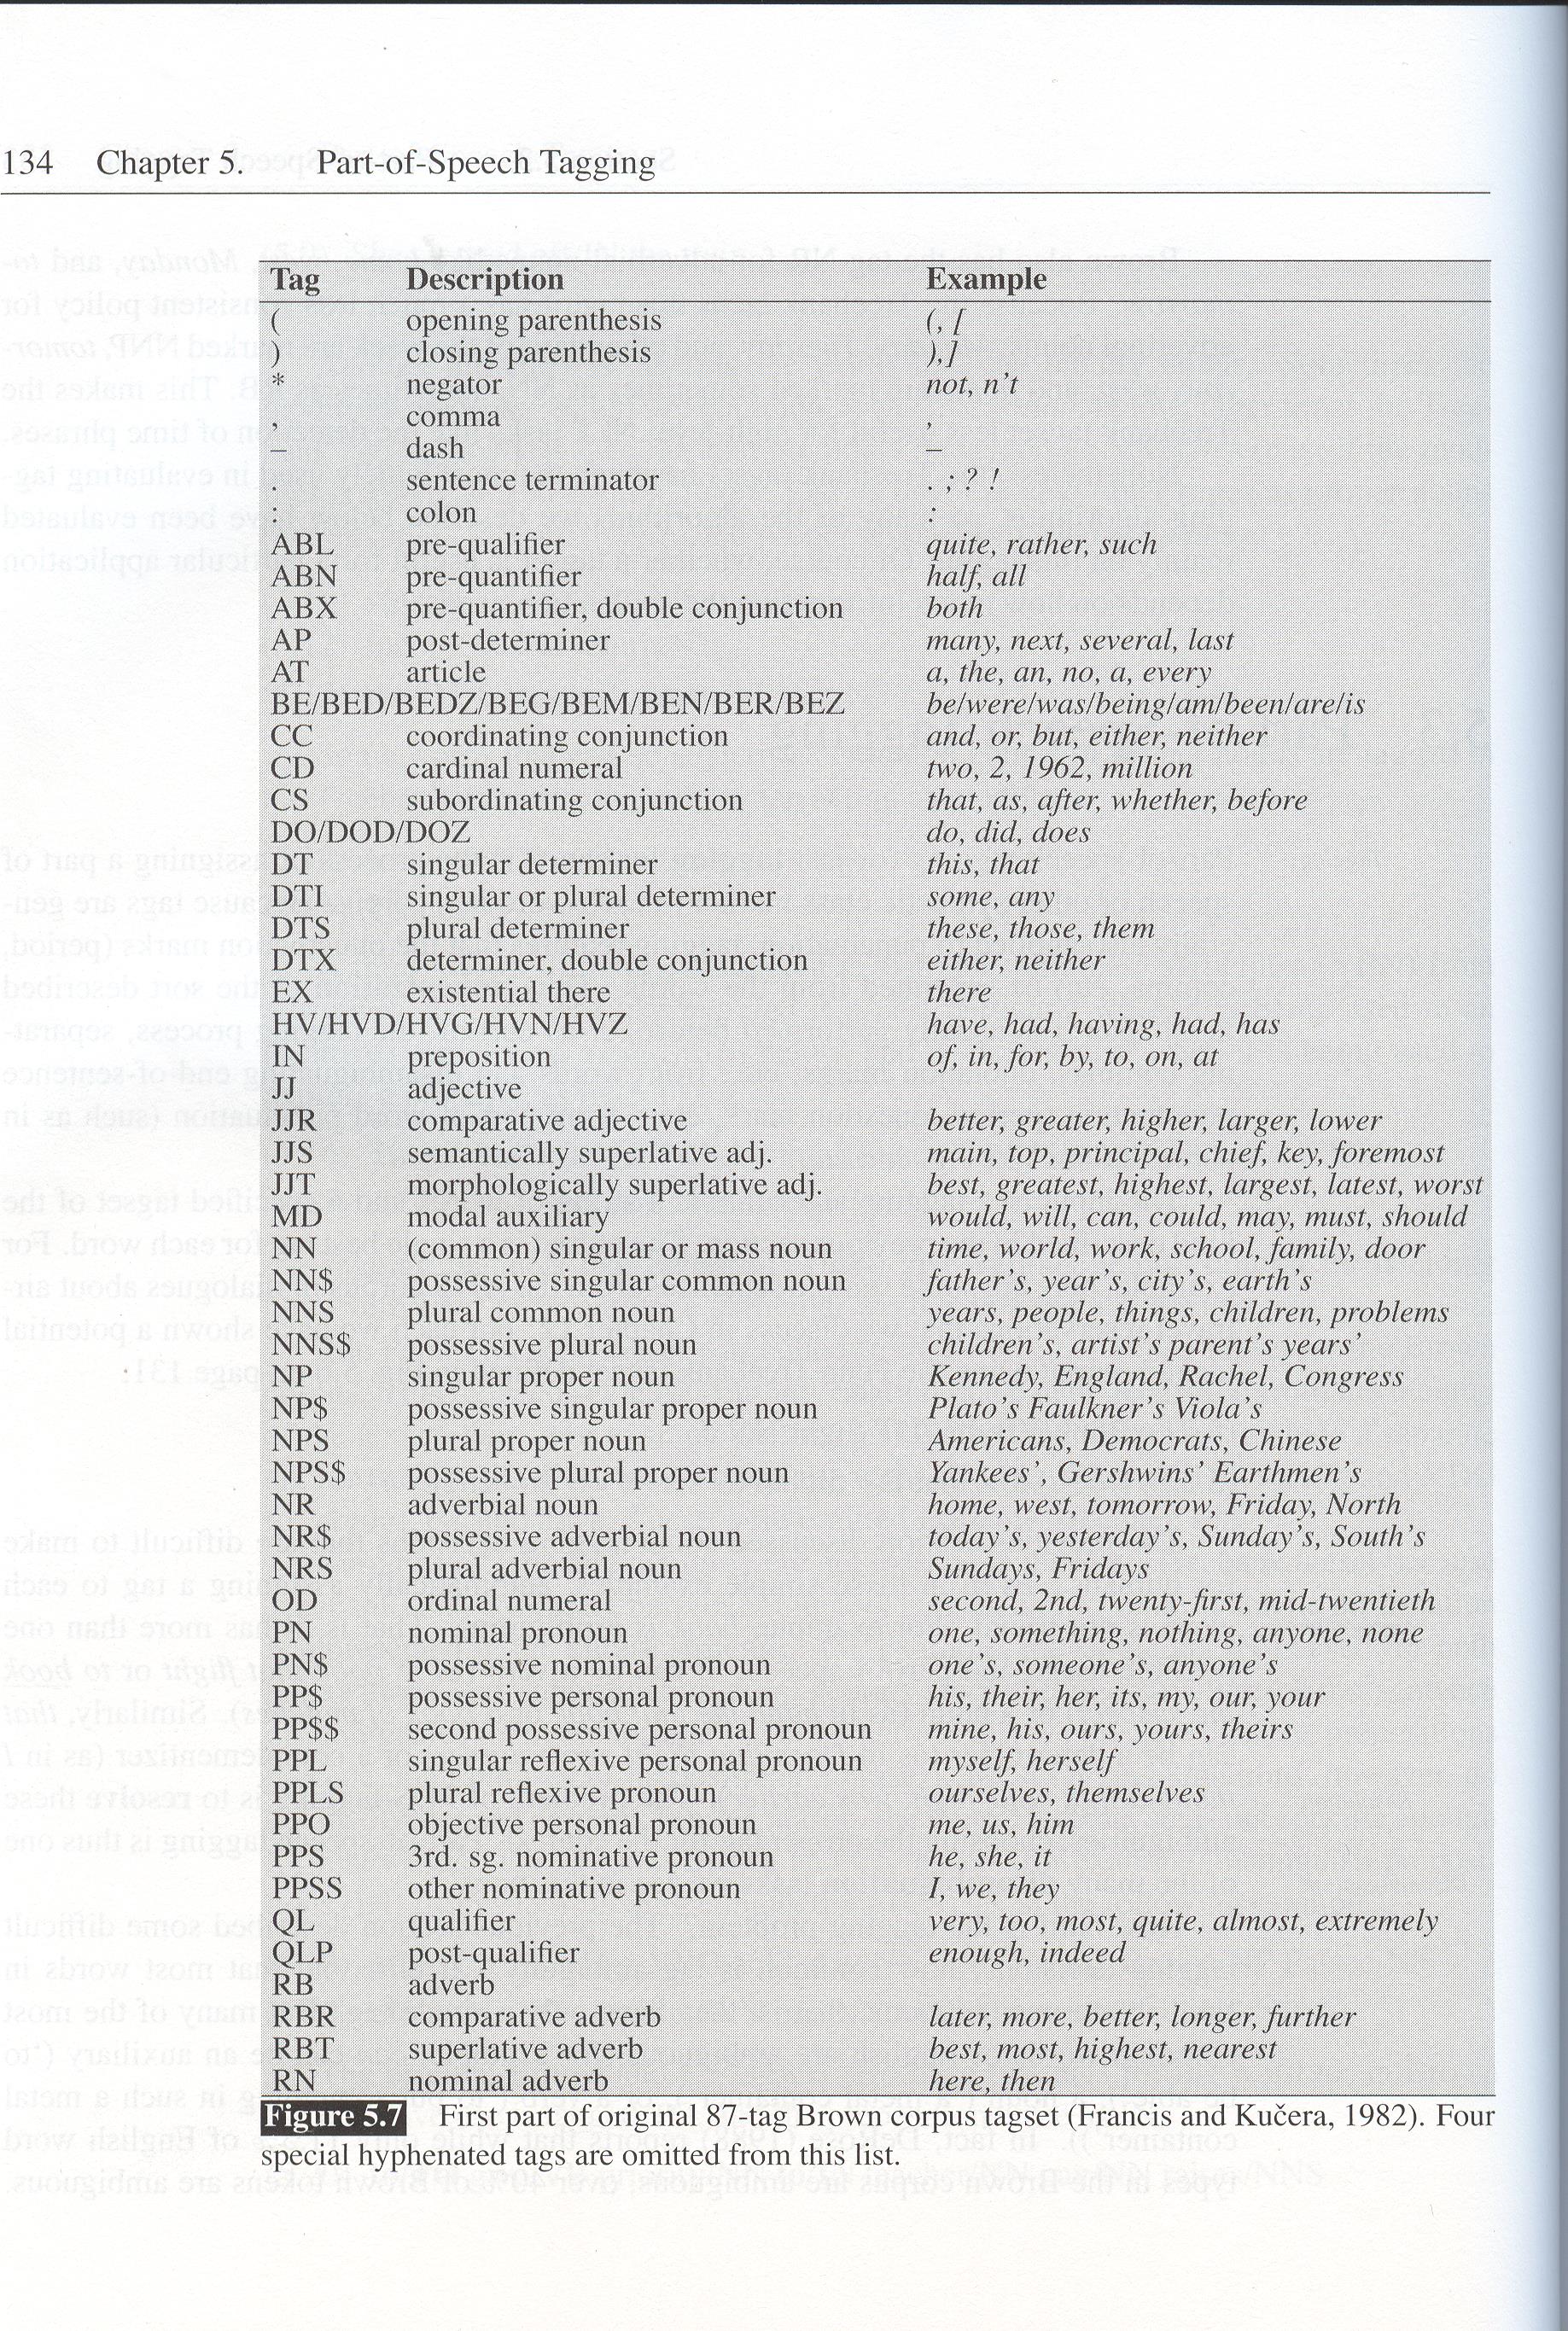 134 Chapter 5. Part-of-Speech Tagging
Tag Description Example
( opening parenthesis (, [
) closing parenthesis ),]
* negator not, n't
, comma ,
– dash –
. sentence terminator . ; ? !
: colon :
ABL pre-qualifier quite, rather, such
ABN pre-quantifier half, all
ABX pre-quantifier, double conjunction both
AP post-determiner many, next, several, last
AT article a, the, an, no, a, every
BE/BED/BEDZ/BEG/BEM/BEN/BER/BEZ be/were/was/being/am/been/are/is
CC coordinating conjunction and, or, but, either, neither
CD cardinal numeral two, 2, 1962, million
CS subordinating conjunction that, as, after, whether, before
DO/DOD/DOZ do, did, does
DT singular determiner this, that
DTI singular or plural determiner some, any
DTS plural determiner these, those, them
DTX determiner, double conjunction either, neither
EX existential there there
HV/HVD/HVG/HVN/HVZ have, had, having, had, has
IN preposition of, in, for, by, to, on, at
JJ adjective
JJR comparative adjective better, greater, higher, larger, lower
JJS semantically superlative adj. main, top, principal, chief, key, foremost
JJT morphologically superlative adj. best, greatest, highest, largest, latest, worst
MD modal auxiliary would, will, can, could, may, must, should
NN (common) singular or mass noun time, world, work, school, family, door
NN$ possessive singular common noun father's, year's, city's, earth's
NNS plural common noun years, people, things, children, problems
NNS$ possessive plural noun children's, artist's parent's years'
NP singular proper noun Kennedy, England, Rachel, Congress
NP$ possessive singular proper noun Plato's Faulkner's Viola's
NPS plural proper noun Americans, Democrats, Chinese
NPS$ possessive plural proper noun Yankees', Gershwins' Earthmen's
NR adverbial noun home, west, tomorrow, Friday, North
NR$ possessive adverbial noun today's, yesterday's, Sunday's, South's
NRS plural adverbial noun Sundays, Fridays
OD ordinal numeral second, 2nd, twenty-first, mid-twentieth
PN nominal pronoun one, something, nothing, anyone, none
PN$ possessive nominal pronoun one's, someone's, anyone's
PP$ possessive personal pronoun his, their, her, its, my, our, your
PP$$ second possessive personal pronoun mine, his, ours, yours, theirs
PPL singular reflexive personal pronoun myself, herself
PPLS plural reflexive pronoun ourselves, themselves
PPO objective personal pronoun me, us, him
PPS 3rd. sg. nominative pronoun he, she, it
PPSS other nominative pronoun I, we, they
QL qualifier very, too, most, quite, almost, extremely
QLP post-qualifier enough, indeed
RB adverb
RBR comparative adverb later, more, better, longer, further
RBT superlative adverb best, most, highest, nearest
RN nominal adverb here, then
Figure 5.7 First part of original 87-tag Brown corpus tagset (Francis and Kučera, 1982). Four
special hyphenated tags are omitted from this list.